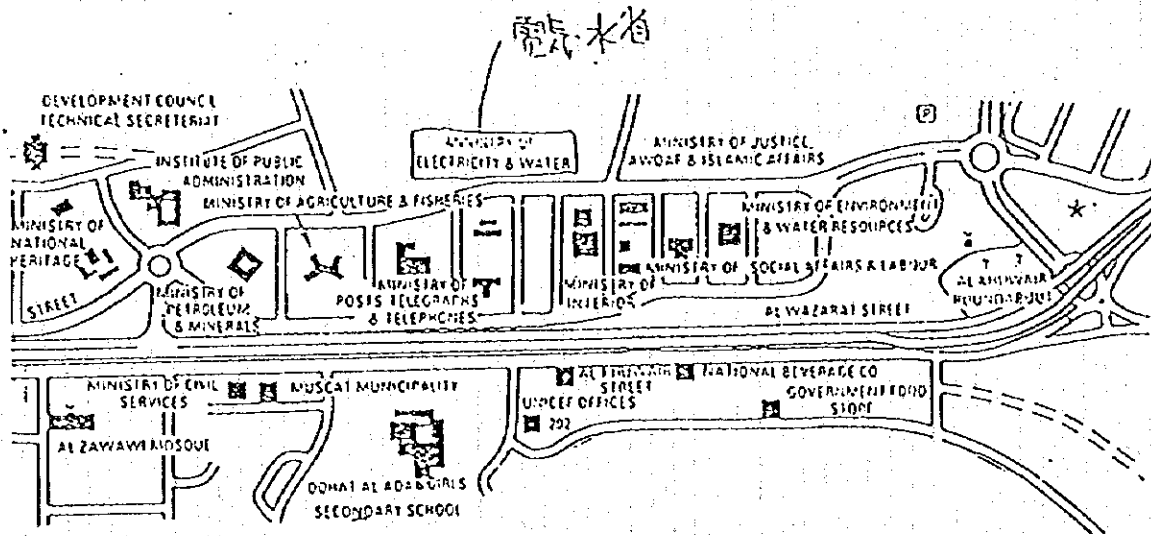 電気・水省
DEVELOPMENT COUNCIL
TECHNICAL SECRETERIAT
INSTITUTE OF PUBLIC
ADMINISTRATION
MINISTRY OF
ELECTRICITY & WATER
MINISTRY OF JUSTICE,
AWQAF & ISLAMIC AFFAIRS
P
MINISTRY OF AGRICULTURE & FISHERIES
MINISTRY OF ENVIRONMENT
& WATER RESOURCES
MINISTRY OF
NATIONAL
HERITAGE
STREET
MINISTRY OF
PETROLEUM
& MINERALS
MINISTRY OF
POSTS TELEGRAPHS
& TELEPHONES
MINISTRY OF
INTERIOR
MINISTRY OF SOCIAL AFFAIRS & LABOUR
AL KHUWAIR
ROUNDABOUT
AL WAZARAT STREET
MINISTRY OF CIVIL
SERVICES
MUSCAT MUNICIPALITY
AL KHUWAIR
STREET
NATIONAL BEVERAGE CO
UNICEF OFFICES
202
GOVERNMENT FOOD
STORE
AL ZAWAWI MOSQUE
DOHAT AL ADAB GIRLS
SECONDARY SCHOOL